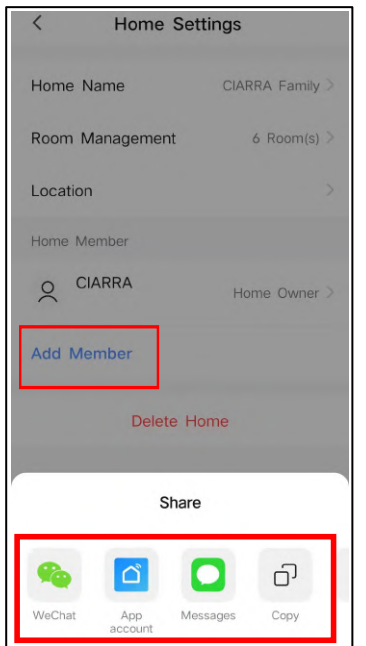 Home Settings
Home Name CIARRA Family
Room Management 6 Room(s)
Location
Home Member
CIARRA
Home Owner
Add Member
Delete Home
Share
WeChat App account Messages Copy